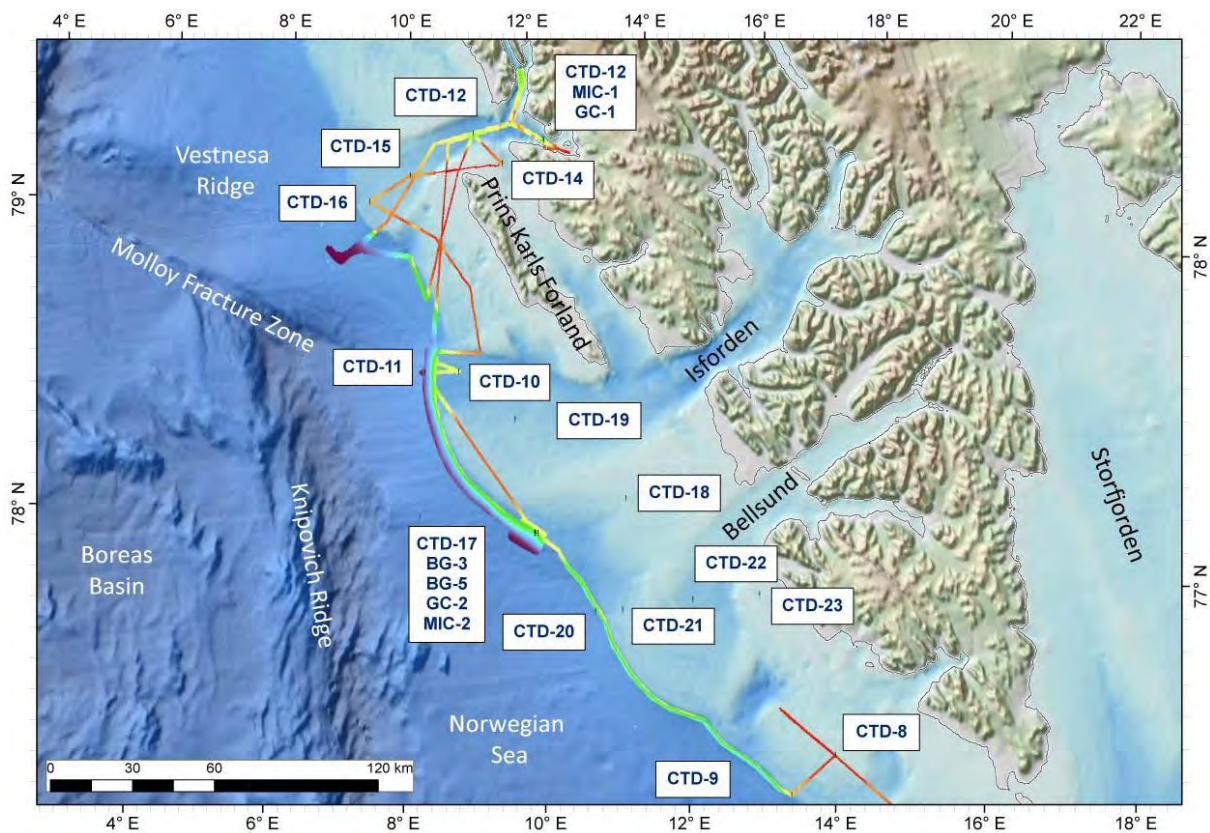 4° E 6° E 8° E 10° E 12° E 14° E 16° E 18° E 20° E 22° E
CTD-12
CTD-12
MIC-1
GC-1
CTD-15
Vestnesa
Ridge
CTD-14
79° N
CTD-16
Prins Karls Forland
78° N
Molloy Fracture Zone
Isforden
CTD-11
CTD-10
CTD-19
Storfjorden
CTD-18
Bellsund
78° N
Knipovich Ridge
Boreas
Basin
CTD-17
BG-3
BG-5
GC-2
MIC-2
CTD-22
77° N
CTD-23
CTD-20
CTD-21
Norwegian
Sea
CTD-8
CTD-9
0 30 60 120 km
4° E 6° E 8° E 10° E 12° E 14° E 16° E 18° E